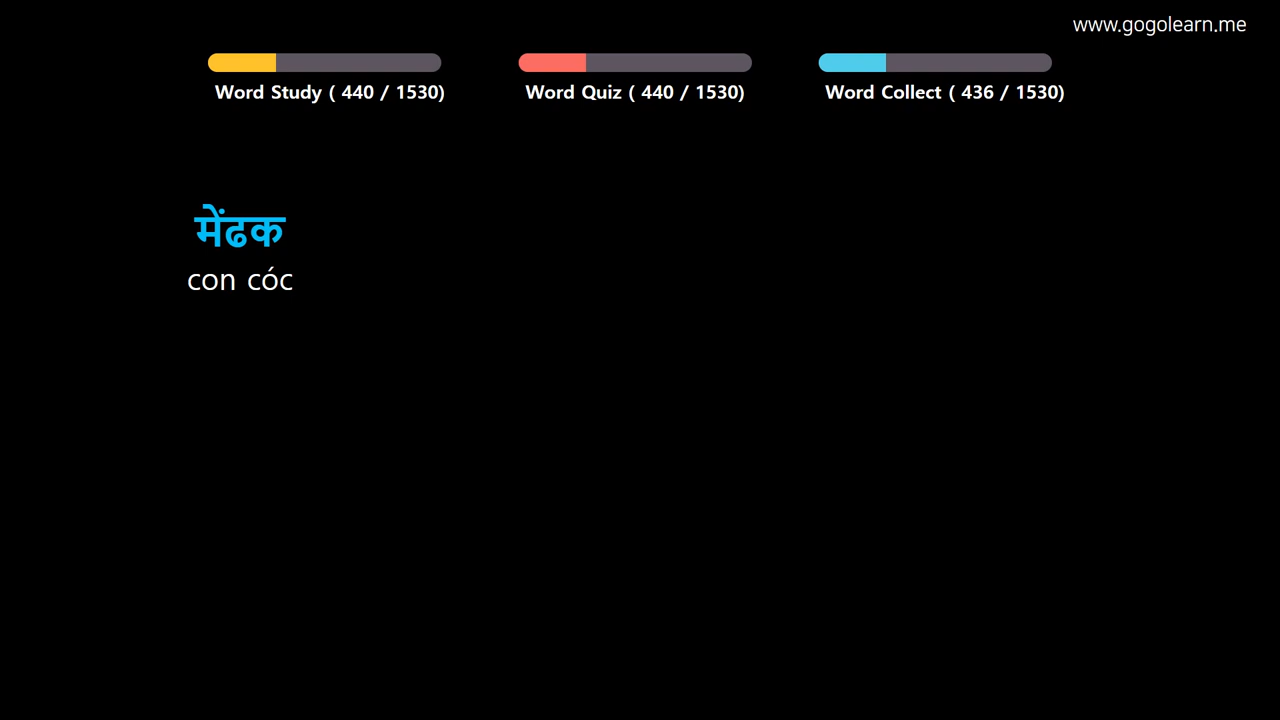 www.gogolearn.me
Word Study ( 440 / 1530)
Word Quiz ( 440 / 1530)
Word Collect ( 436 / 1530)
मेंढक
con cóc